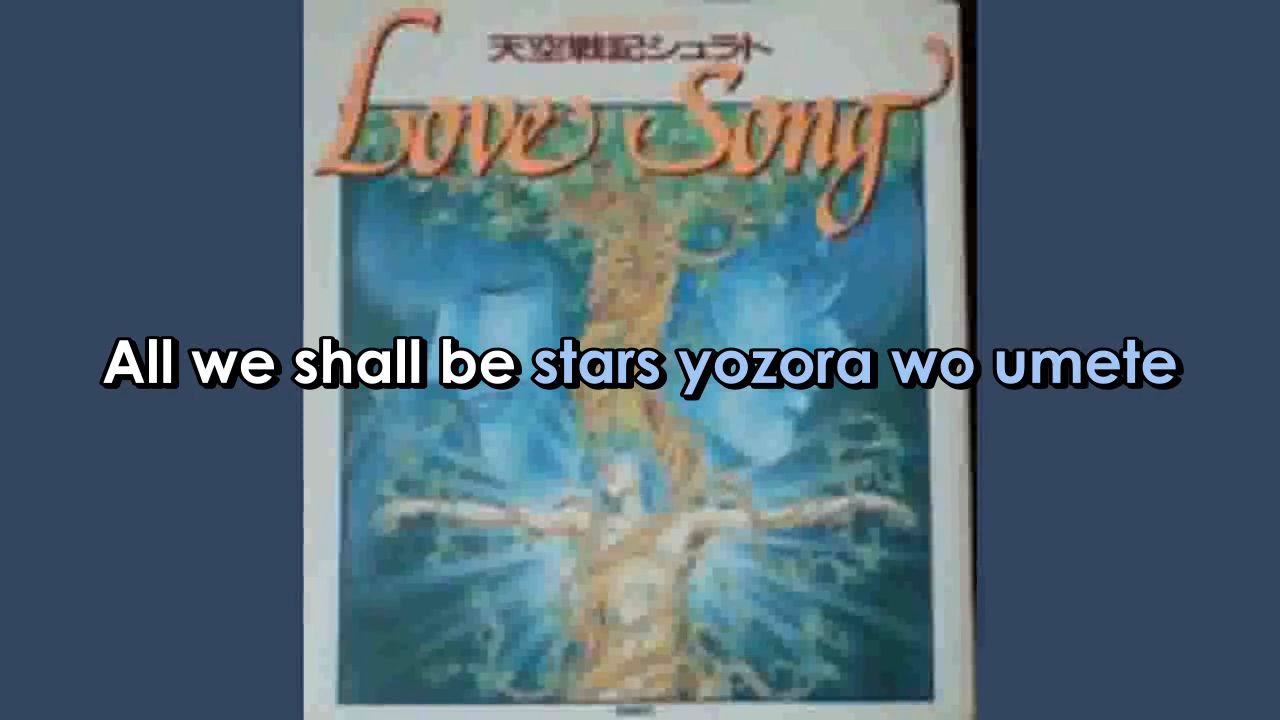 天空戦記シュラト
Love Song
All we shall be stars yozora wo umete